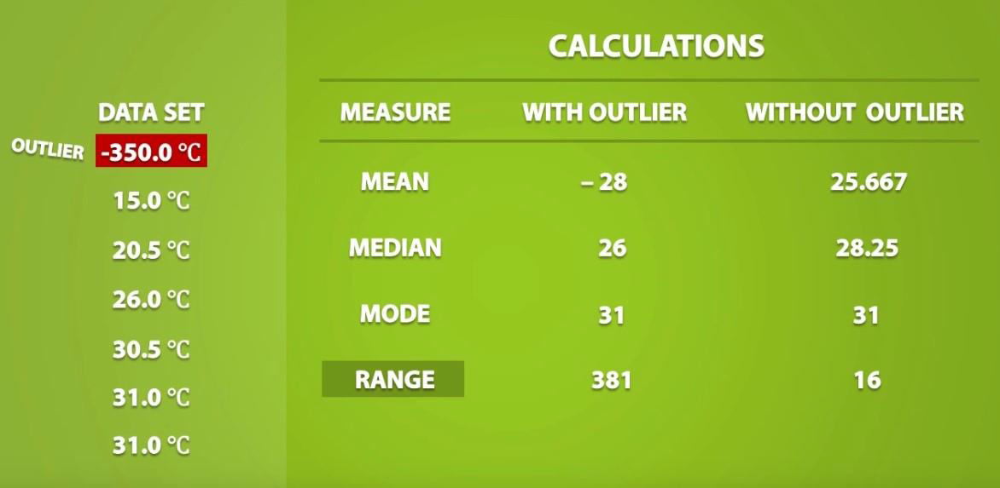 CALCULATIONS
DATA SET
OUTLIER -350.0 °C
15.0 °C
20.5 °C
26.0 °C
30.5 °C
31.0 °C
31.0 °C
MEASURE WITH OUTLIER WITHOUT OUTLIER
MEAN – 28 25.667
MEDIAN 26 28.25
MODE 31 31
RANGE 381 16